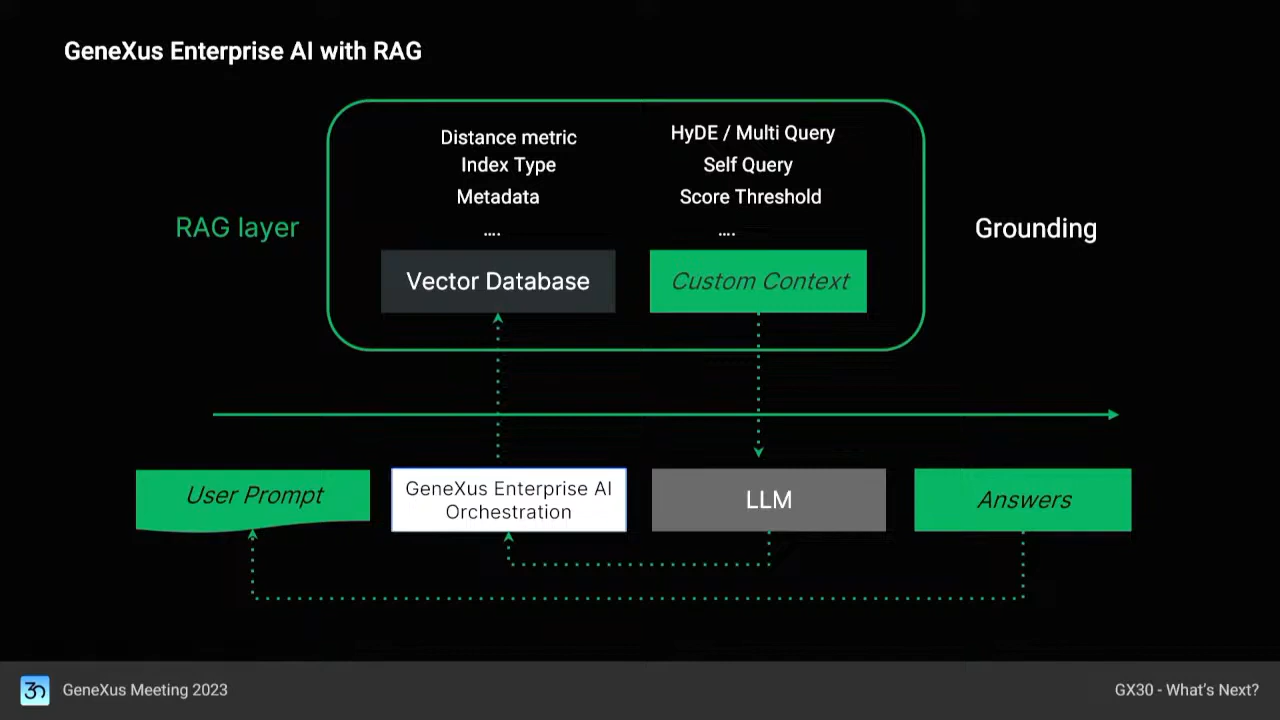 GeneXus Enterprise AI with RAG
Distance metric
Index Type
Metadata
....
Vector Database
HyDE / Multi Query
Self Query
Score Threshold
....
Custom Context
RAG layer
Grounding
User Prompt
GeneXus Enterprise AI
Orchestration
LLM
Answers
30
GeneXus Meeting 2023
GX30 - What's Next?